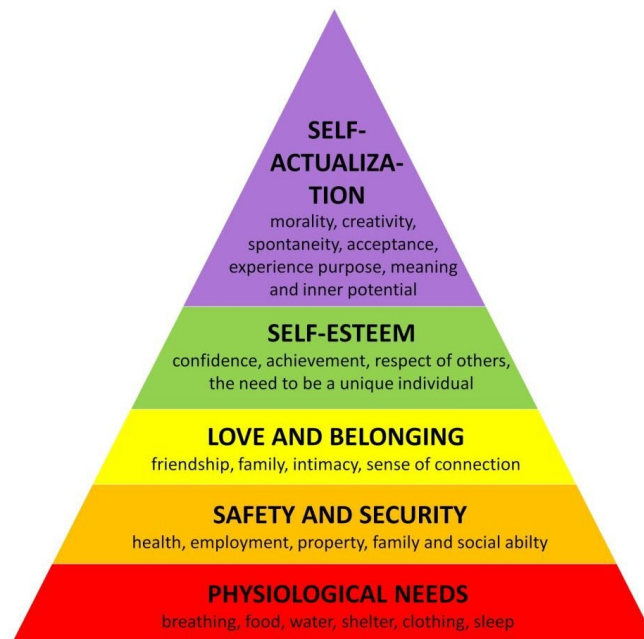 SELF-
ACTUALIZA-
TION
morality, creativity,
spontaneity, acceptance,
experience purpose, meaning
and inner potential
SELF-ESTEEM
confidence, achievement, respect of others,
the need to be a unique individual
LOVE AND BELONGING
friendship, family, intimacy, sense of connection
SAFETY AND SECURITY
health, employment, property, family and social abilty
PHYSIOLOGICAL NEEDS
breathing, food, water, shelter, clothing, sleep